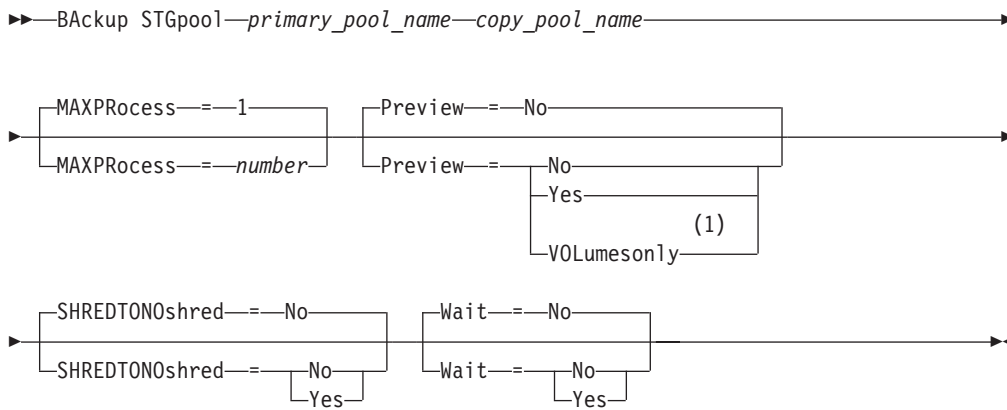 BAckup STGpool primary_pool_name copy_pool_name
MAXPRocess = 1 Preview = No
MAXPRocess = number Preview = No
Yes
(1)
VOLumesonly
SHREDTONOshred = No Wait = No
SHREDTONOshred = No Wait = No
Yes Yes